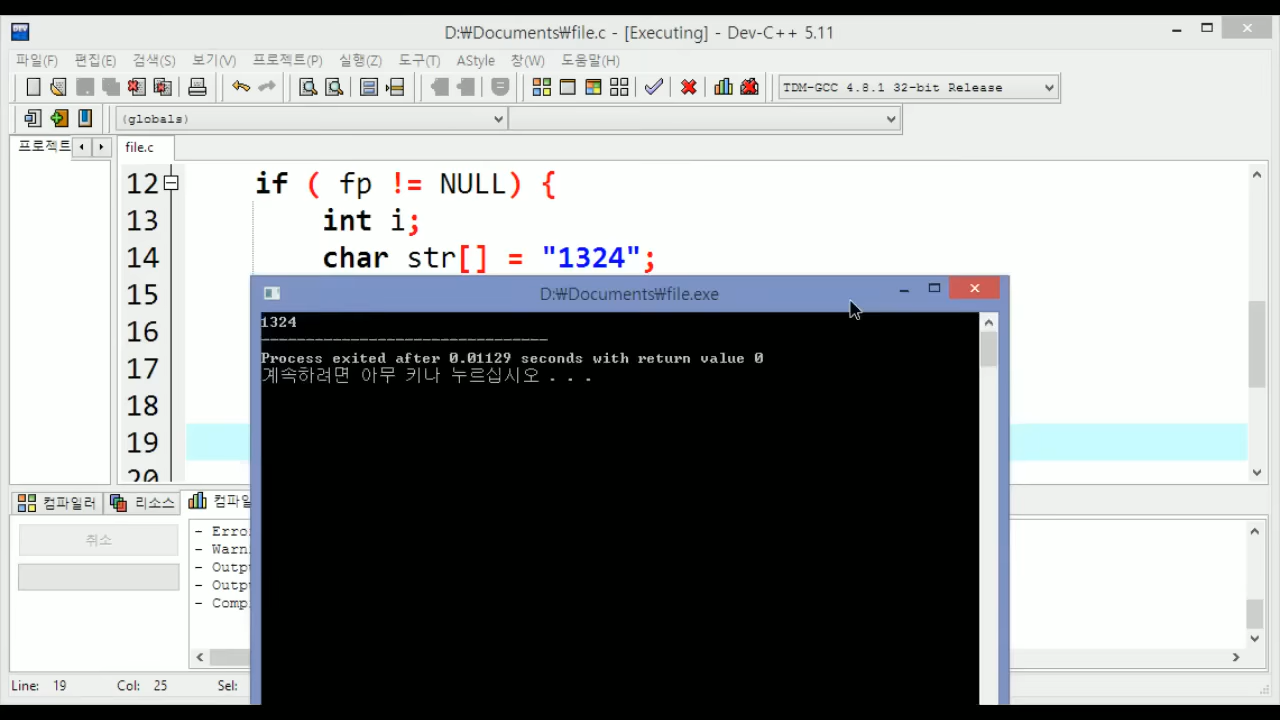 DEV
D:₩Documents₩file.c - [Executing] - Dev-C++ 5.11
파일(F) 편집(E) 검색(S) 보기(V) 프로젝트(P) 실행(Z) 도구(T) AStyle 창(W) 도움말(H)
TDM-GCC 4.8.1 32-bit Release
(globals)
프로젝트 file.c
12 if ( fp != NULL) {
13 int i;
14 char str[] = "1324";
15
16
17
18
19
20
D:₩Documents₩file.exe
1324
--------------------------------
Process exited after 0.01129 seconds with return value 0
계속하려면 아무 키나 누르십시오 . . .
컴파일러 리소스 컴파일
취소
- Erro
- Warn
- Outp
- Outp
- Comp
Line: 19 Col: 25 Sel: